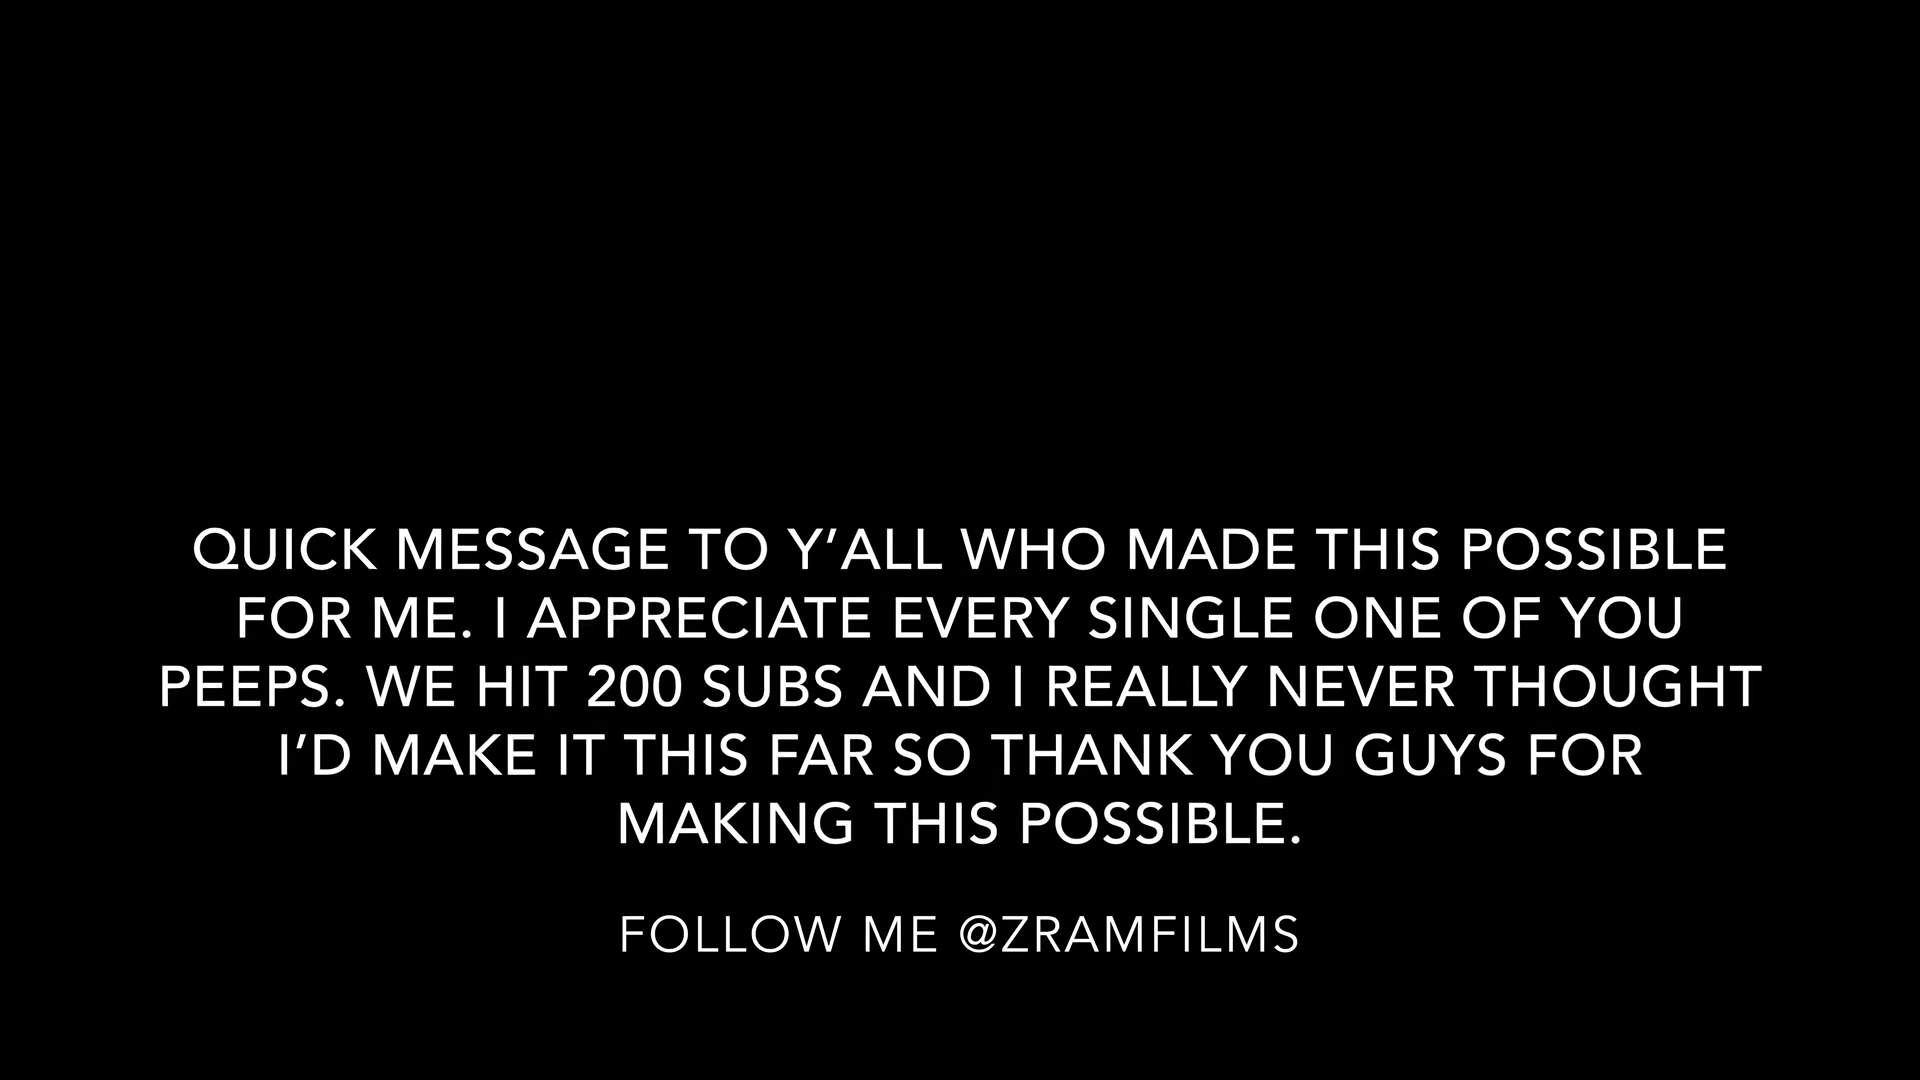 QUICK MESSAGE TO Y’ALL WHO MADE THIS POSSIBLE
FOR ME. I APPRECIATE EVERY SINGLE ONE OF YOU
PEEPS. WE HIT 200 SUBS AND I REALLY NEVER THOUGHT
I’D MAKE IT THIS FAR SO THANK YOU GUYS FOR
MAKING THIS POSSIBLE.
FOLLOW ME @ZRAMFILMS